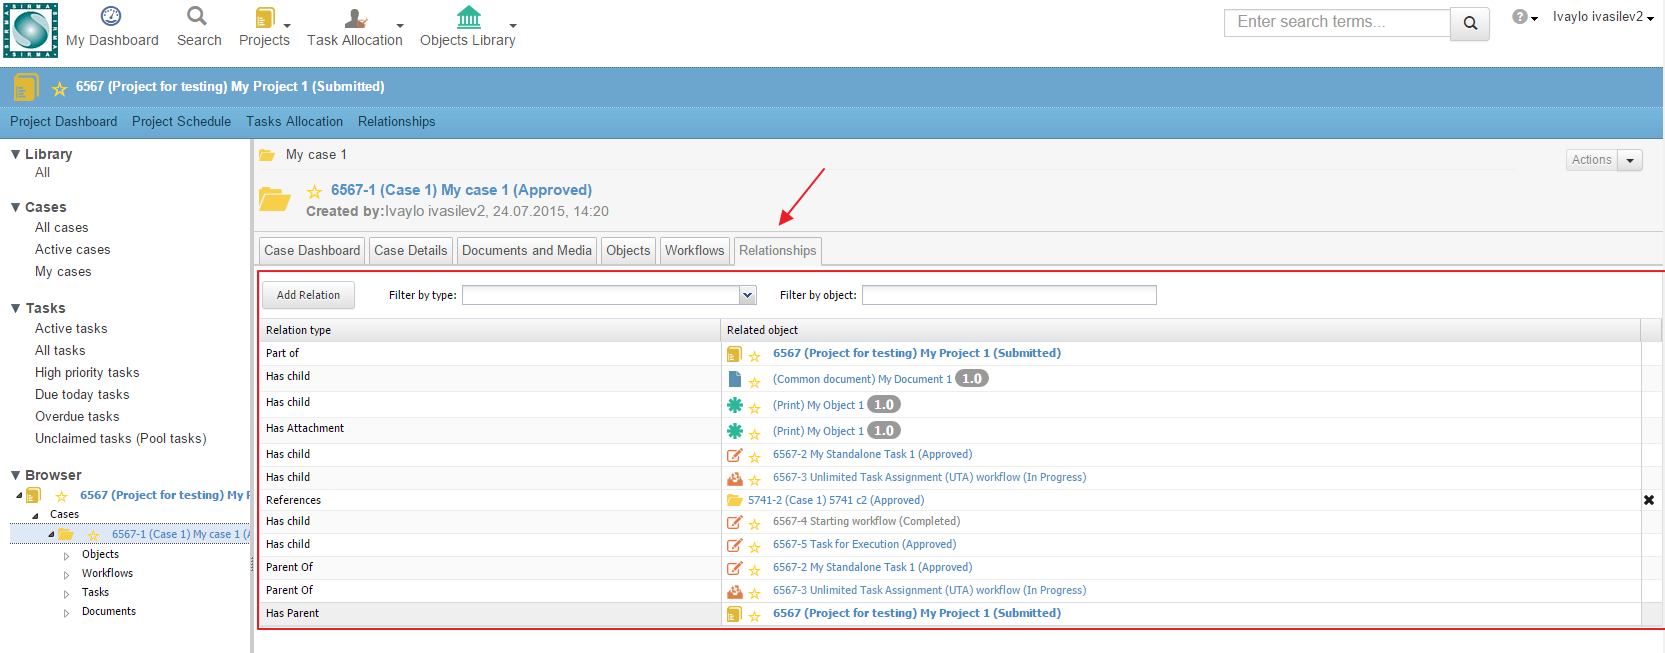 SIRMA
My Dashboard
Search
Projects
Task Allocation
Objects Library
Enter search terms...
?
Ivaylo ivasilev2
6567 (Project for testing) My Project 1 (Submitted)
Project Dashboard Project Schedule Tasks Allocation Relationships
Library
All
Cases
All cases
Active cases
My cases
Tasks
Active tasks
All tasks
High priority tasks
Due today tasks
Overdue tasks
Unclaimed tasks (Pool tasks)
Browser
6567 (Project for testing) My P
Cases
6567-1 (Case 1) My case 1 (A
Objects
Workflows
Tasks
Documents
My case 1
Actions
6567-1 (Case 1) My case 1 (Approved)
Created by:Ivaylo ivasilev2, 24.07.2015, 14:20
Case Dashboard Case Details Documents and Media Objects Workflows Relationships
Add Relation Filter by type: Filter by object:
Relation type Related object
Part of 6567 (Project for testing) My Project 1 (Submitted)
Has child (Common document) My Document 1 1.0
Has child (Print) My Object 1 1.0
Has Attachment (Print) My Object 1 1.0
Has child 6567-2 My Standalone Task 1 (Approved)
Has child 6567-3 Unlimited Task Assignment (UTA) workflow (In Progress)
References 5741-2 (Case 1) 5741 c2 (Approved)
Has child 6567-4 Starting workflow (Completed)
Has child 6567-5 Task for Execution (Approved)
Parent Of 6567-2 My Standalone Task 1 (Approved)
Parent Of 6567-3 Unlimited Task Assignment (UTA) workflow (In Progress)
Has Parent 6567 (Project for testing) My Project 1 (Submitted)